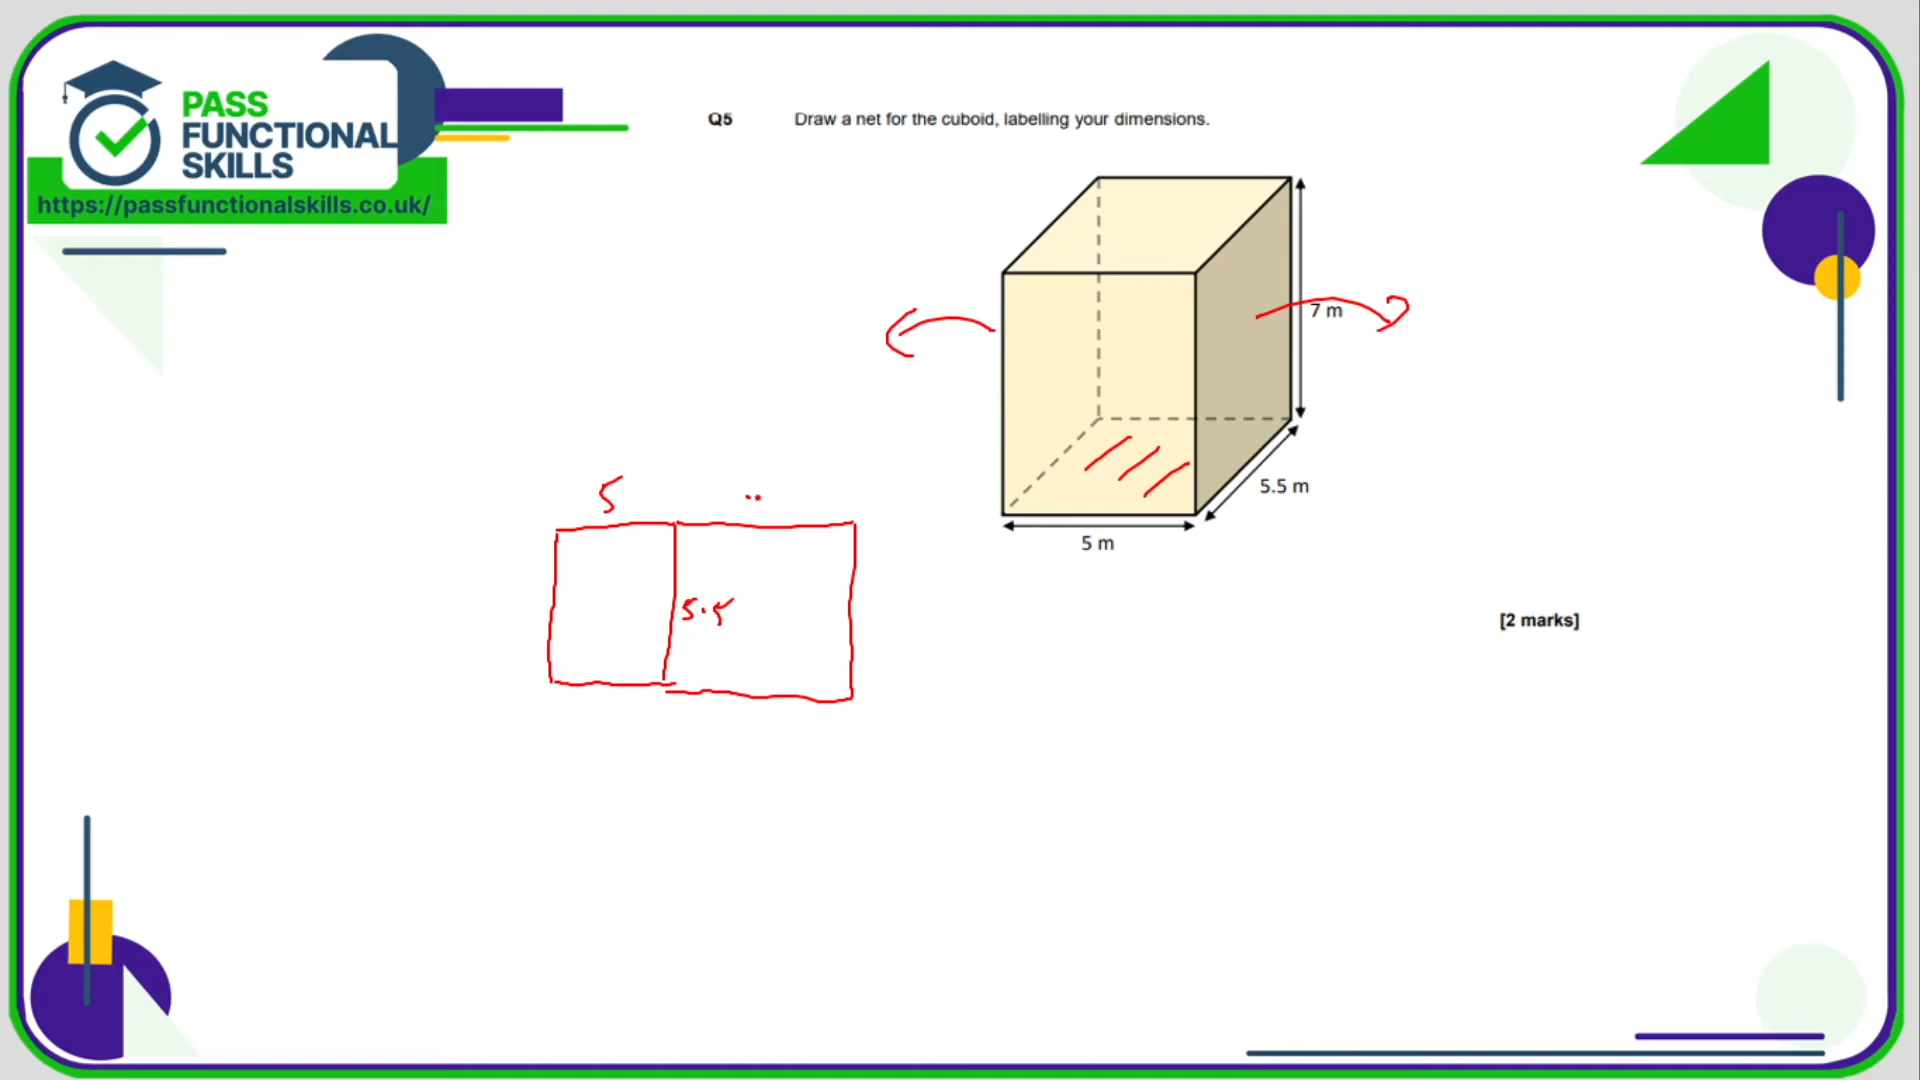 PASS
FUNCTIONAL
SKILLS
https://passfunctionalskills.co.uk/
Q5 Draw a net for the cuboid, labelling your dimensions.
7 m
5.5 m
5 m
5
5.5
[2 marks]